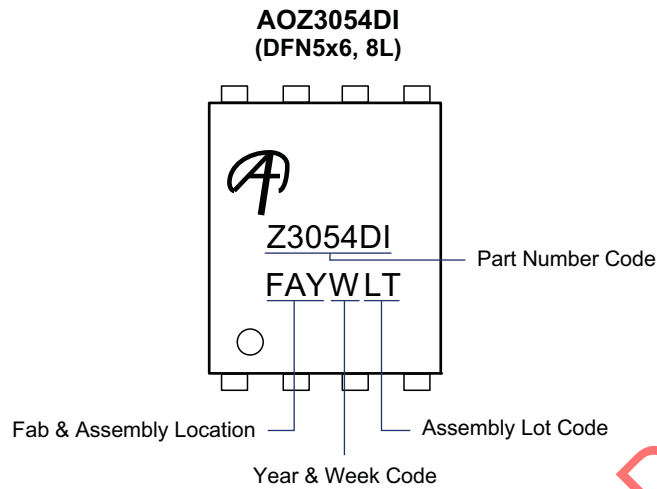 AOZ3054DI
(DFN5x6, 8L)
Z3054DI
Part Number Code
FAYWLT
Fab & Assembly Location
Assembly Lot Code
Year & Week Code